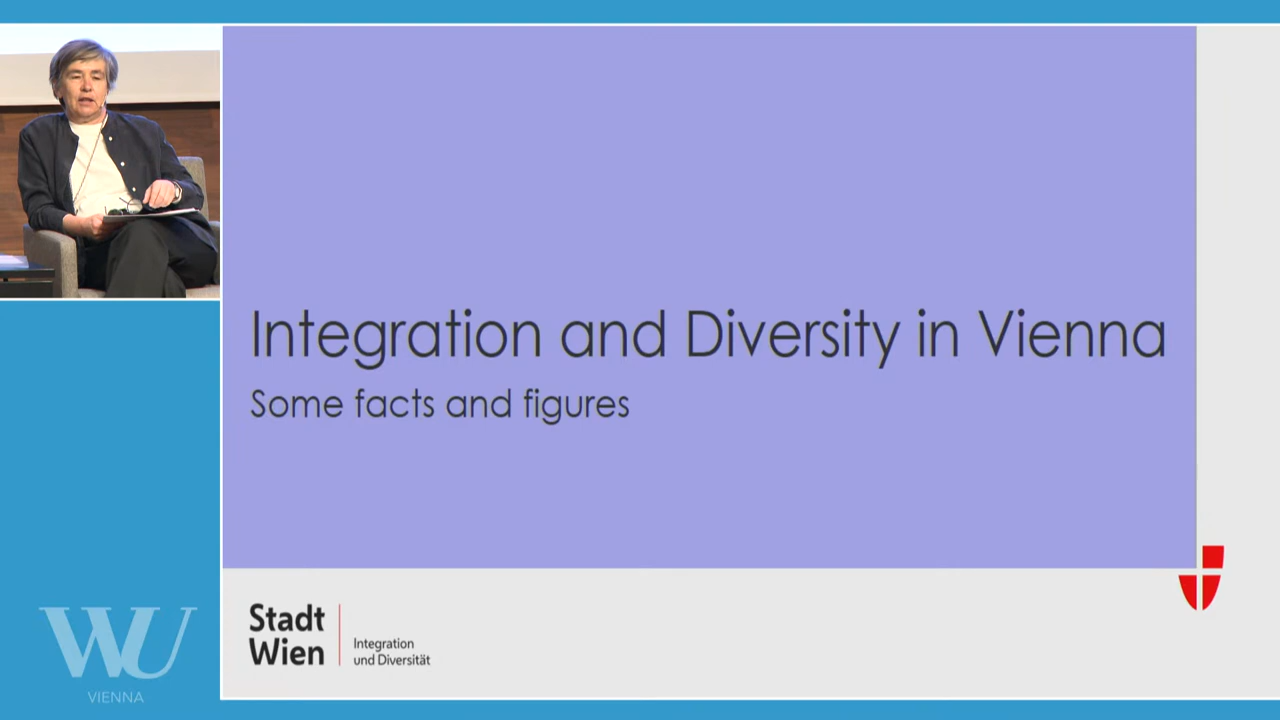 Integration and Diversity in Vienna
Some facts and figures
Stadt
Wien
Integration
und Diversität
WU
VIENNA